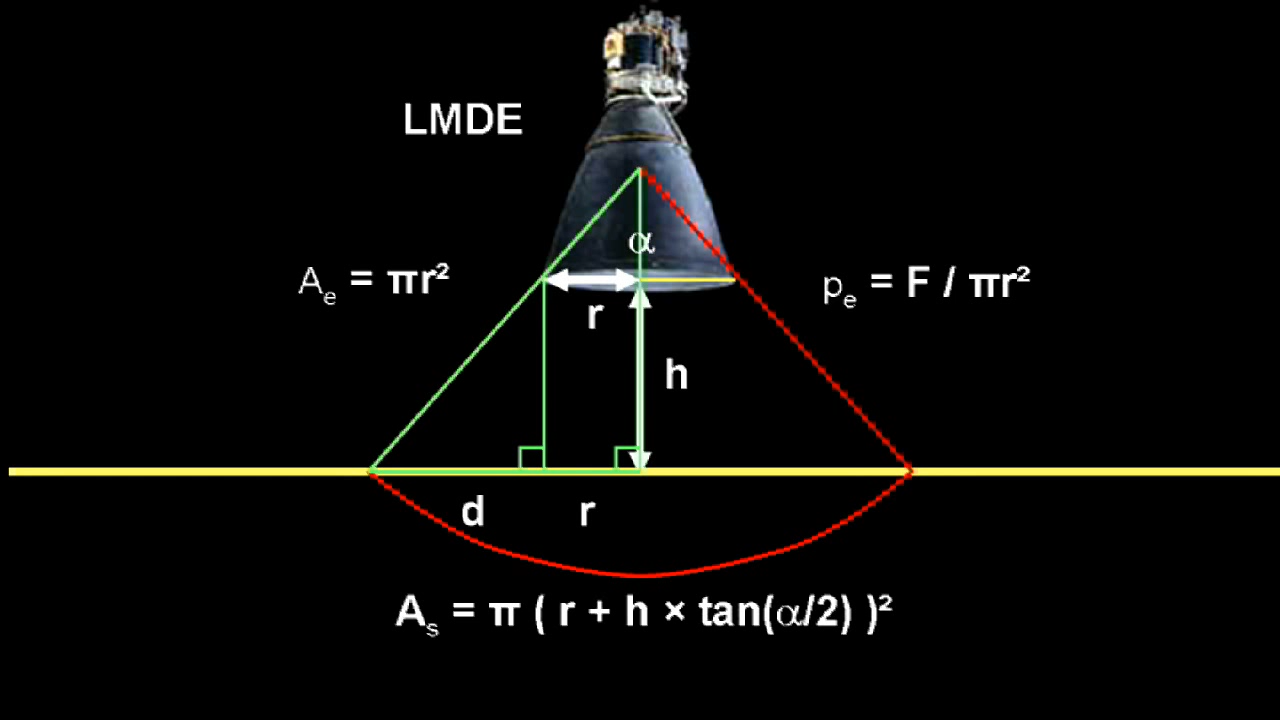 LMDE
α
Aₑ = πr²
pₑ = F / πr²
r
h
d r
Aₛ = π ( r + h × tan(α/2) )²